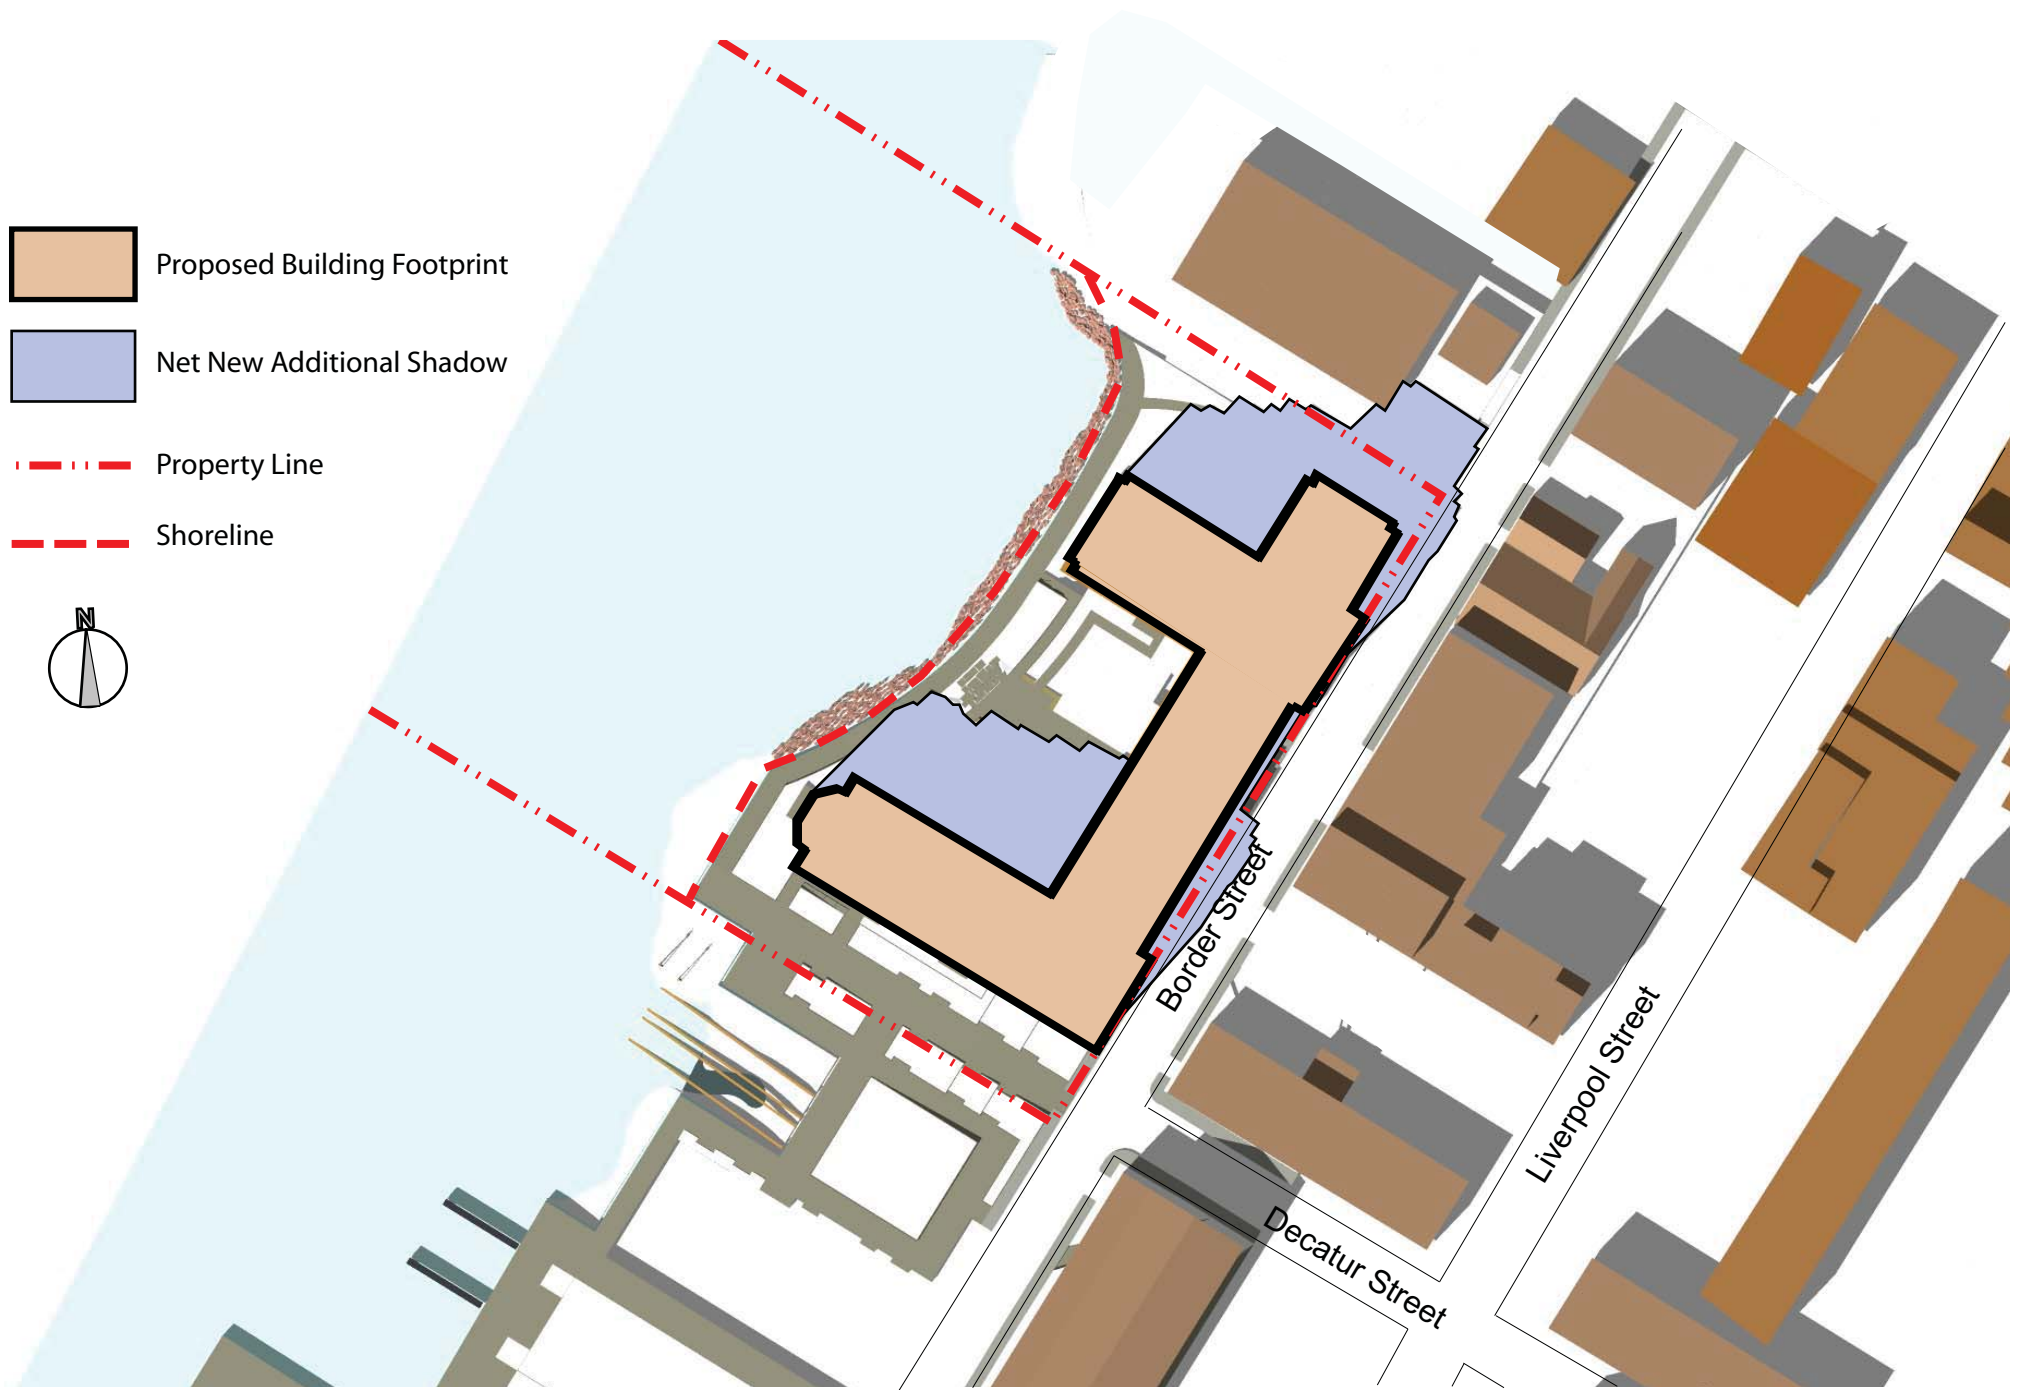 Proposed Building Footprint
Net New Additional Shadow
Property Line
Shoreline
N
Border Street
Liverpool Street
Decatur Street